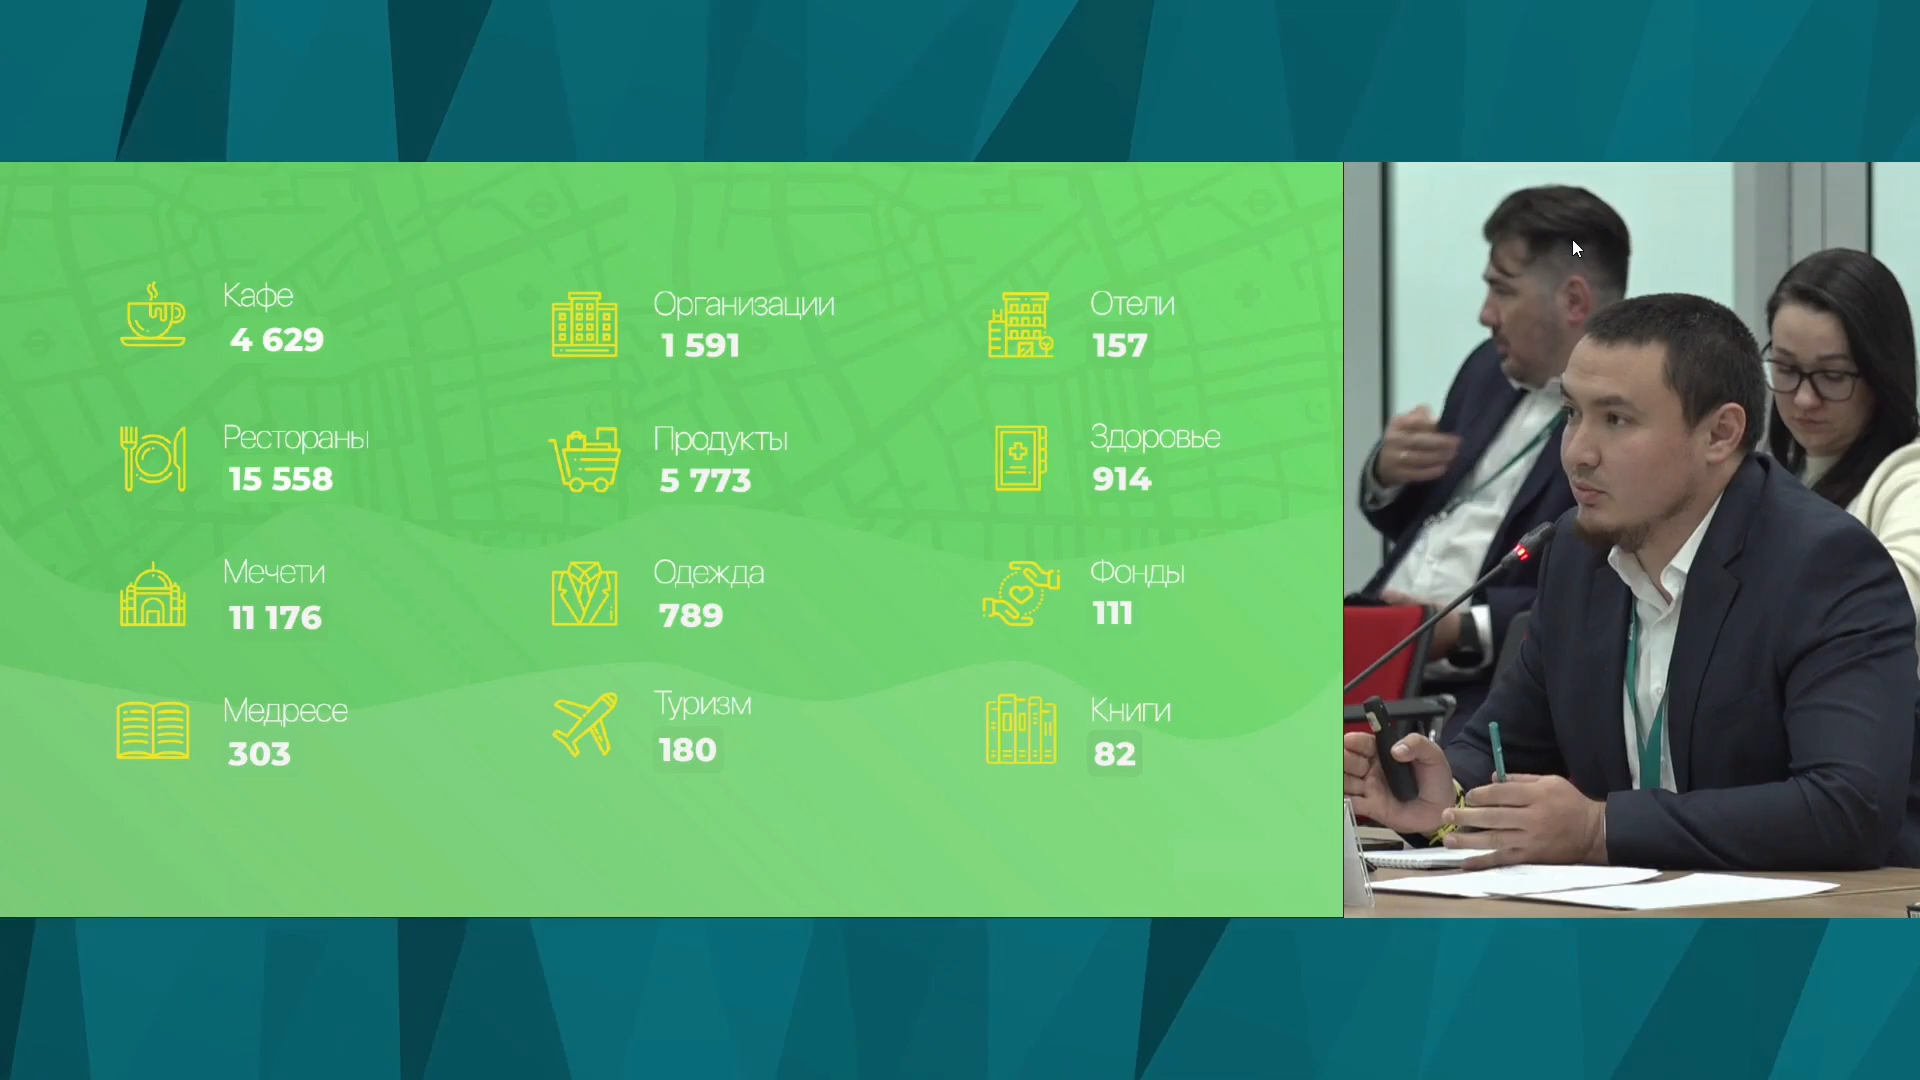 Кафе
4 629
Организации
1 591
Отели
157
Рестораны
15 558
Продукты
5 773
Здоровье
914
Мечети
11 176
Одежда
789
Фонды
111
Медресе
303
Туризм
180
Книги
82